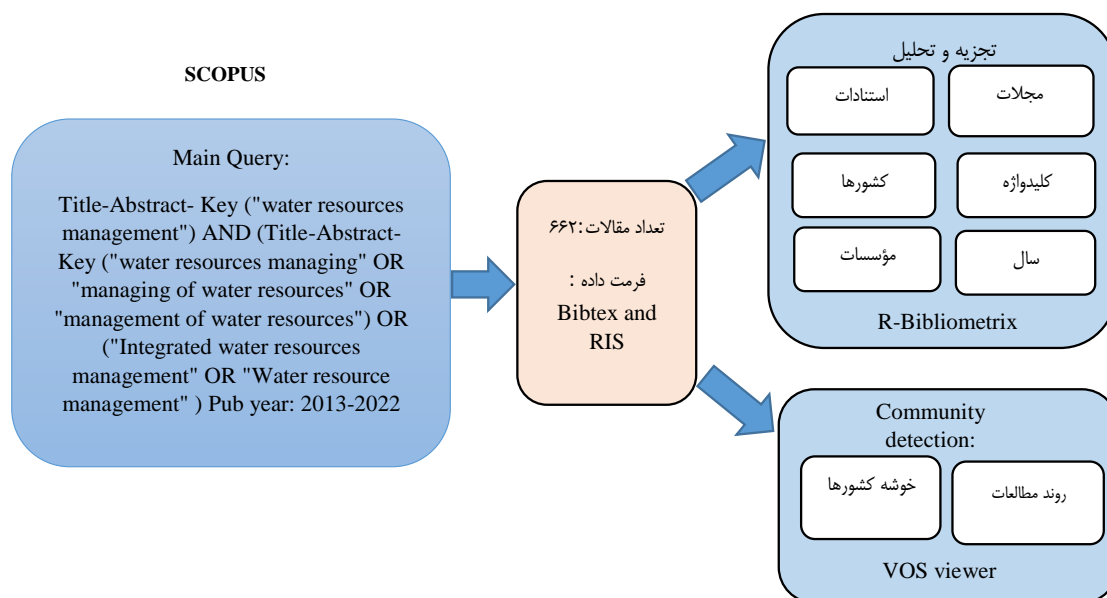 SCOPUS
Main Query:
Title-Abstract- Key ("water resources
management") AND (Title-Abstract-
Key ("water resources managing" OR
"managing of water resources" OR
"management of water resources") OR
("Integrated water resources
management" OR "Water resource
management" ) Pub year: 2013-2022
تعداد مقالات:۶۶۲
فرمت داده :
Bibtex and
RIS
تجزیه و تحلیل
مجلات
استنادات
کلیدواژه
کشورها
سال
مؤسسات
R-Bibliometrix
Community
detection:
روند مطالعات
خوشه کشورها
VOS viewer